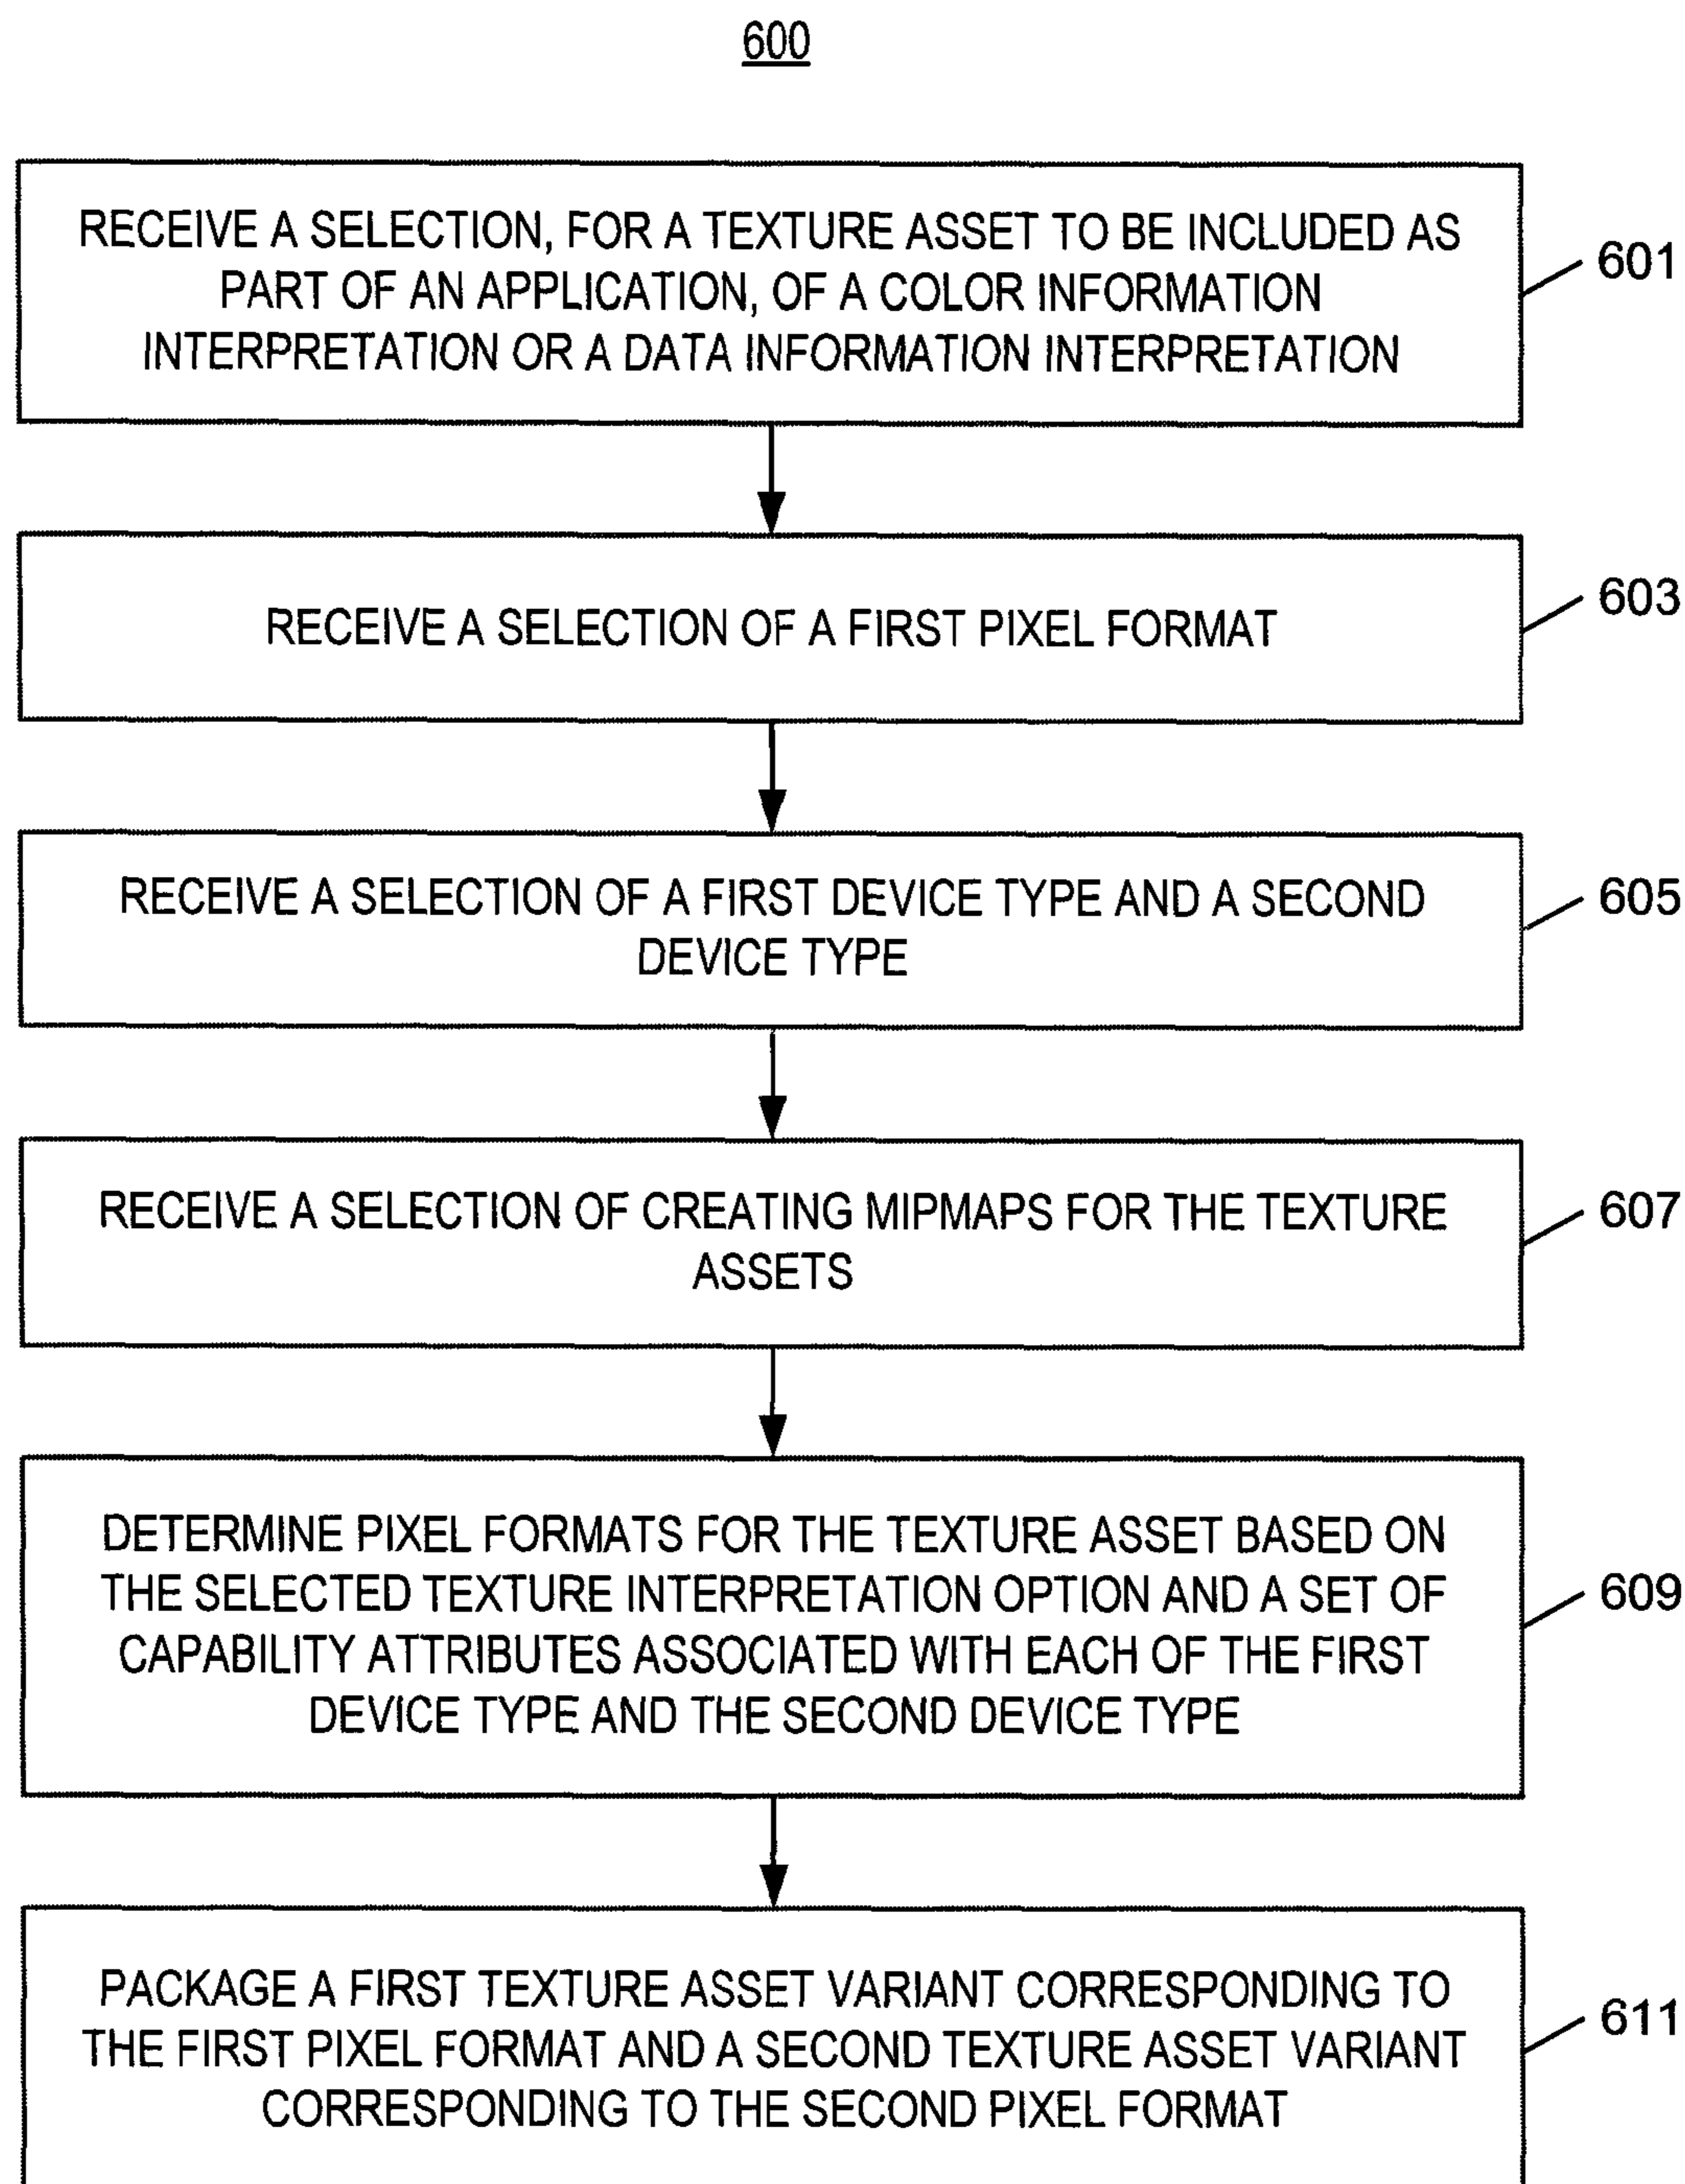 600
RECEIVE A SELECTION, FOR A TEXTURE ASSET TO BE INCLUDED AS
PART OF AN APPLICATION, OF A COLOR INFORMATION
INTERPRETATION OR A DATA INFORMATION INTERPRETATION
601
RECEIVE A SELECTION OF A FIRST PIXEL FORMAT
603
RECEIVE A SELECTION OF A FIRST DEVICE TYPE AND A SECOND
DEVICE TYPE
605
RECEIVE A SELECTION OF CREATING MIPMAPS FOR THE TEXTURE
ASSETS
607
DETERMINE PIXEL FORMATS FOR THE TEXTURE ASSET BASED ON
THE SELECTED TEXTURE INTERPRETATION OPTION AND A SET OF
CAPABILITY ATTRIBUTES ASSOCIATED WITH EACH OF THE FIRST
DEVICE TYPE AND THE SECOND DEVICE TYPE
609
PACKAGE A FIRST TEXTURE ASSET VARIANT CORRESPONDING TO
THE FIRST PIXEL FORMAT AND A SECOND TEXTURE ASSET VARIANT
CORRESPONDING TO THE SECOND PIXEL FORMAT
611